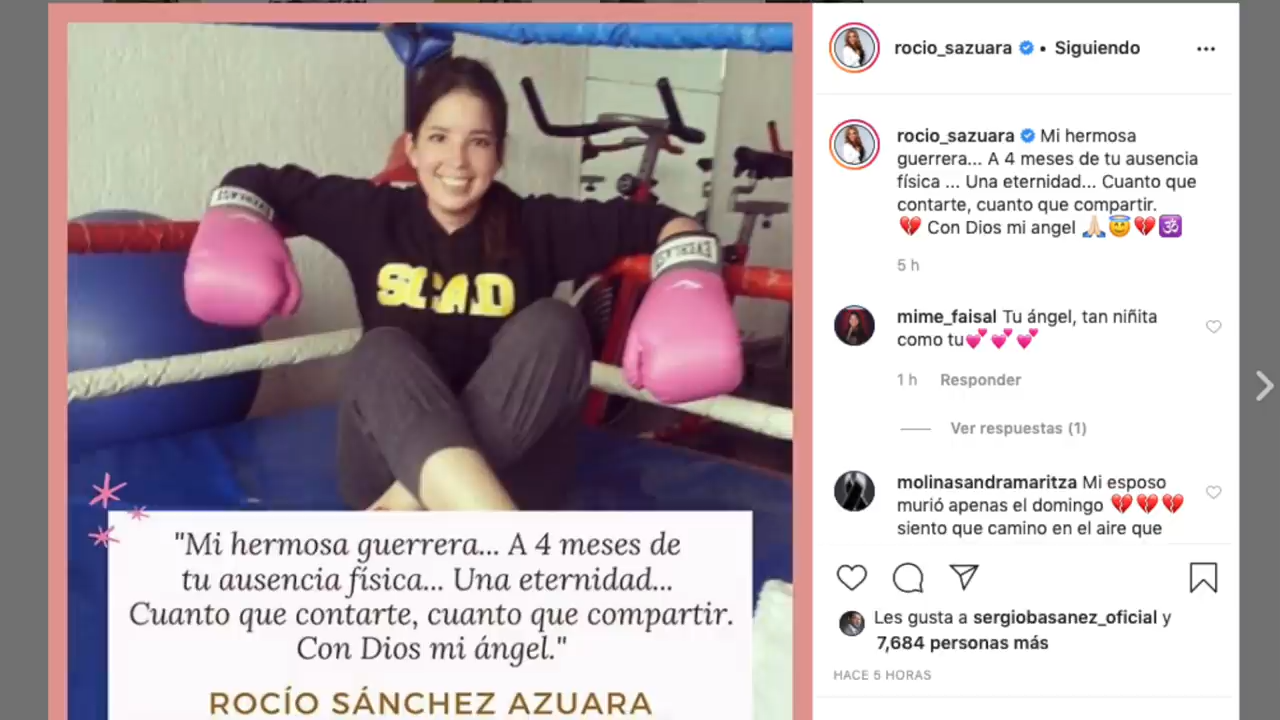 EVERLAST
EVERLAST
SCAD
"Mi hermosa guerrera... A 4 meses de
tu ausencia física... Una eternidad...
Cuanto que contarte, cuanto que compartir.
Con Dios mi ángel."
ROCÍO SÁNCHEZ AZUARA
rocio_sazuara • Siguiendo
rocio_sazuara Mi hermosa
guerrera... A 4 meses de tu ausencia
física ... Una eternidad... Cuanto que
contarte, cuanto que compartir.
💔 Con Dios mi angel 🙏🏻😇💔🕉
5 h
mime_faisal Tu ángel, tan niñita
como tu💕💕💕
1 h Responder
Ver respuestas (1)
molinasandramaritza Mi esposo
murió apenas el domingo 💔💔💔
siento que camino en el aire que
Les gusta a sergiobasanez_oficial y
7,684 personas más
HACE 5 HORAS